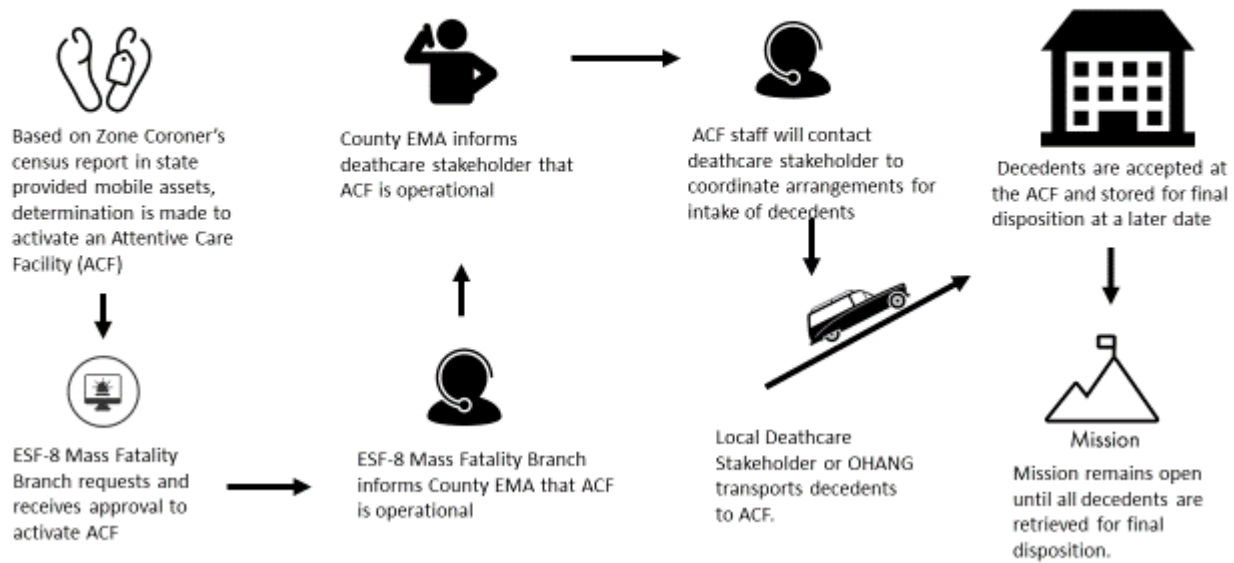 Based on Zone Coroner's
census report in state
provided mobile assets,
determination is made to
activate an Attentive Care
Facility (ACF)
ESF-8 Mass Fatality
Branch requests and
receives approval to
activate ACF
ESF-8 Mass Fatality Branch
informs County EMA that ACF
is operational
County EMA informs
deathcare stakeholder that
ACF is operational
ACF staff will contact
deathcare stakeholder to
coordinate arrangements for
intake of decedents
Local Deathcare
Stakeholder or OHANG
transports decedents
to ACF.
Decedents are accepted at
the ACF and stored for final
disposition at a later date
Mission
Mission remains open
until all decedents are
retrieved for final
disposition.